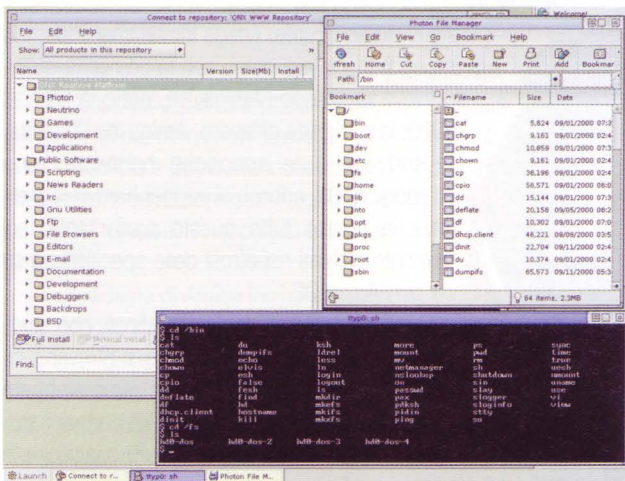 Connect to repository: 'QNX WWW Repository'
File Edit Help
Show: All products in this repository
Name Version Size(Mb) Install
Photon
Neutrino
Games
Development
Applications
Public Software
Scripting
News Readers
Irc
Gnu Utilities
Ftp
File Browsers
Editors
E-mail
Documentation
Development
Debuggers
Backdrops
BSD
Full Install
Find:
Welcome!
Photon File Manager
File Edit View Go Bookmark Help
rfresh Home Cut Copy Paste New Print Add Bookmar
Path: /bin
Bookmark
/
bin
boot
dev
etc
fs
home
lib
nto
opt
pkgs
proc
root
sbin
Filename Size Date
..
cat 5,824 09/01/2000 07:3
chgrp 9,161 09/01/2000 02:4
chmod 10,659 09/01/2000 07:3
chown 9,161 09/01/2000 02:4
cp 36,198 09/01/2000 02:4
cpio 56,571 09/01/2000 06:0
dd 15,144 09/01/2000 07:3
deflate 20,158 09/05/2000 06:2
df 10,302 09/01/2000 07:0
dhcp.client 46,221 09/08/2000 03:5
dinit 22,704 09/11/2000 02:4
du 10,374 09/01/2000 02:4
dumpifs 65,573 09/11/2000 05:3
64 items, 2.3MB
ttyp0: sh
$ cd /bin
$ ls
cat du ksh more ps sync
chgrp dumpifs ldrel mount pwd time
chmod echo less mv rm true
chown elvis ln netmanager sh uesh
cp esh login nslookup shutdown umount
cpio false logout on sin uname
dd fesh ls passwd slay use
deflate find mkdir pax slogger vi
df hd mkefs pdksh sloginfo view
dhcp.client hostname mkifs pidin stty
dinit kill mkxfs ping su
$ cd /fs
$ ls
hd0-dos hd0-dos-2 hd0-dos-3 hd0-dos-4
$ _
Launch Connect to r... ttyp0: sh Photon File M...